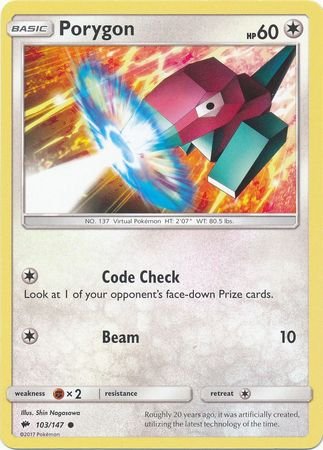 BASIC Porygon HP60
NO. 137 Virtual Pokémon HT: 2'07" WT: 80.5 lbs.
Code Check
Look at 1 of your opponent's face-down Prize cards.
Beam 10
weakness × 2 resistance retreat
Illus. Shin Nagasawa
103/147
©2017 Pokémon
Roughly 20 years ago, it was artificially created,
utilizing the latest technology of the time.